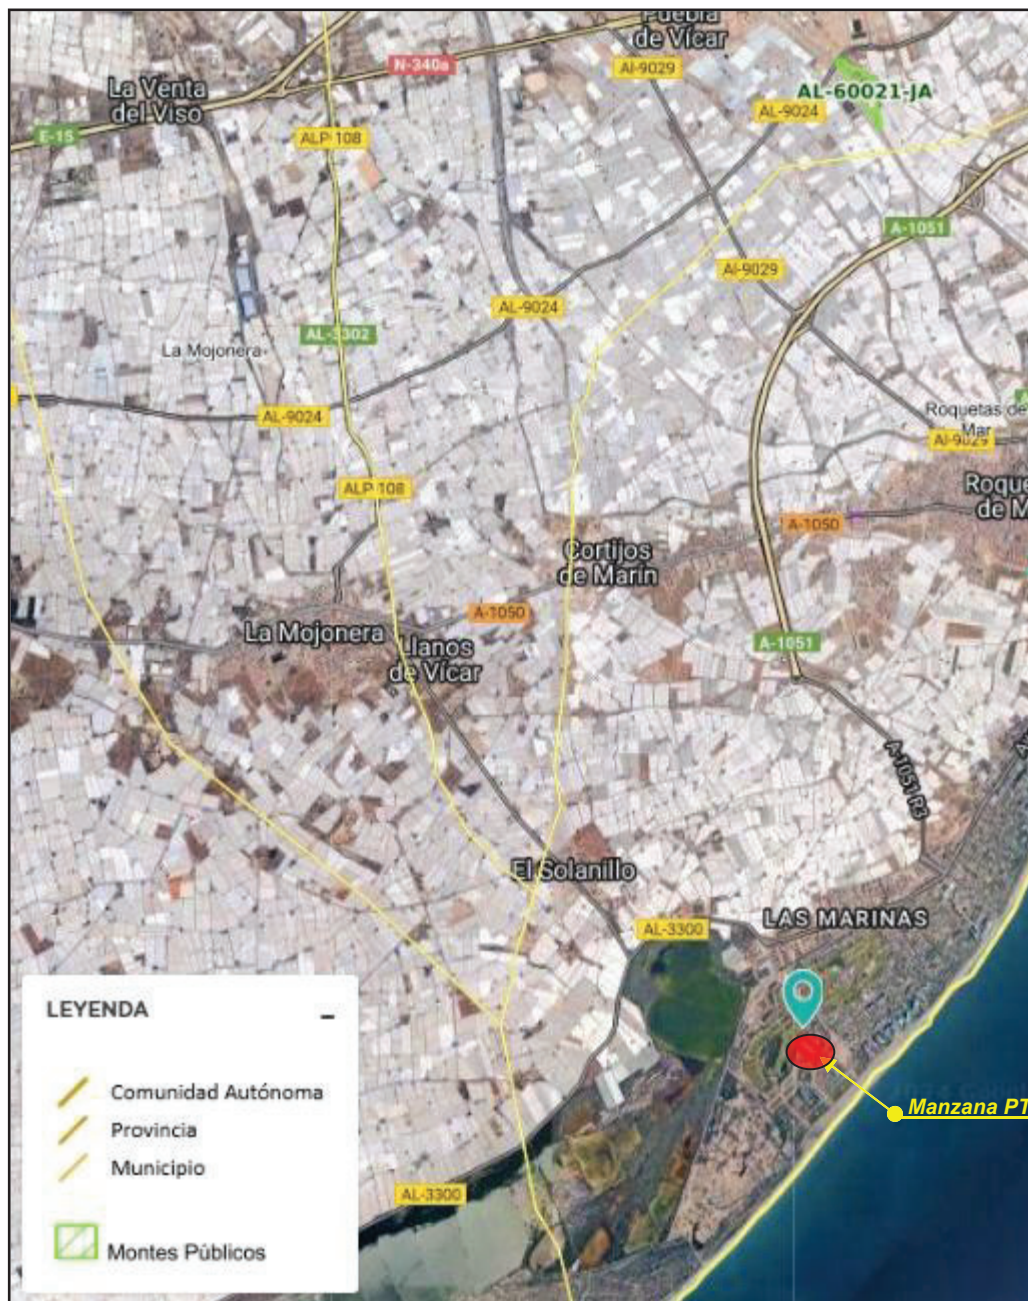 Puebla
de Vícar
N-340a
Al-9029
La Venta
del Viso
AL-60021-JA
AL-9024
E-15
ALP-108
A-1051
Al-9029
AL-9024
AL-3302
La Mojonera
AL-9024
Roquetas de
Mar
Al-9029
ALP-108
Roque
de M
A-1050
Cortijos
de Marín
A-1050
La Mojonera
Llanos
de Vícar
A-1051
A-1051 R3
El Solanillo
LAS MARINAS
AL-3300
LEYENDA
Comunidad Autónoma
Provincia
Municipio
Montes Públicos
Manzana PT
AL-3300